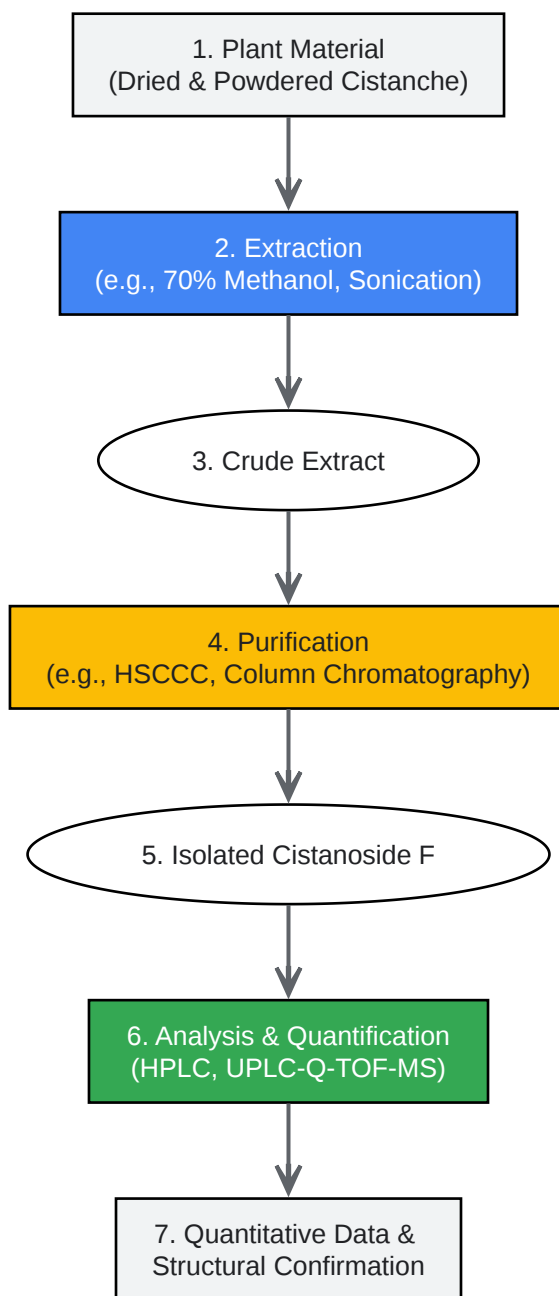 1. Plant Material
(Dried & Powdered Cistanche)
2. Extraction
(e.g., 70% Methanol, Sonication)
3. Crude Extract
4. Purification
(e.g., HSCCC, Column Chromatography)
5. Isolated Cistanoside F
6. Analysis & Quantification
(HPLC, UPLC-Q-TOF-MS)
7. Quantitative Data &
Structural Confirmation